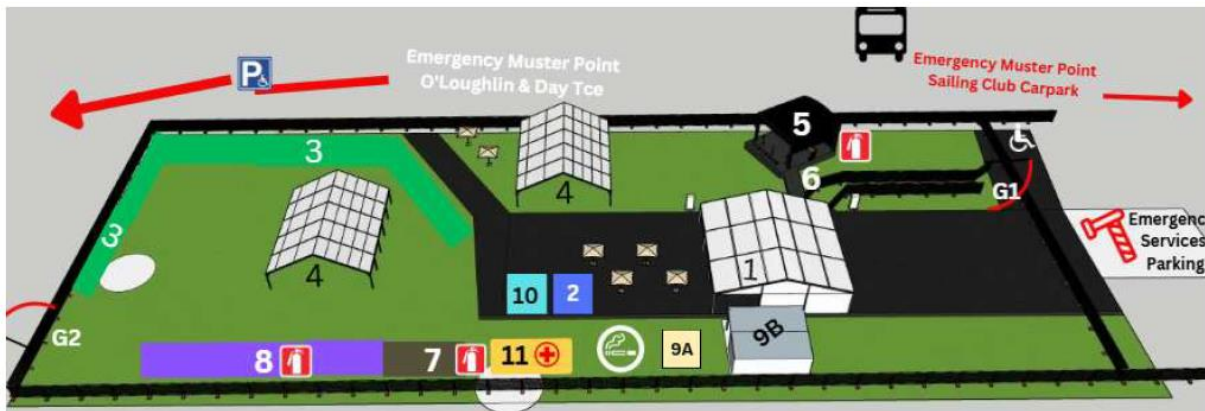 Emergency Muster Point
O'Loughlin & Day Tce
Emergency Muster Point
Sailing Club Carpark
P
5
3
6
G1
4
3
4
1
Emergenc
Services
Parking
10
2
G2
8
7
11
9A
9B